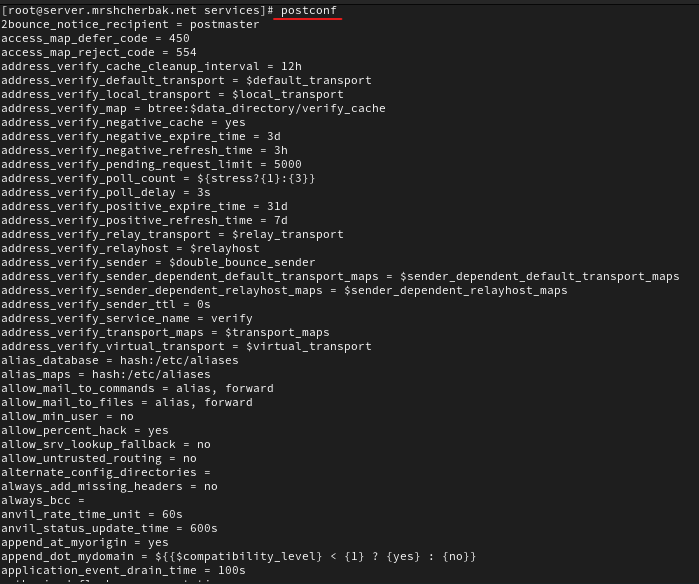 [root@server.mrshcherbak.net services]# postconf
2bounce_notice_recipient = postmaster
access_map_defer_code = 450
access_map_reject_code = 554
address_verify_cache_cleanup_interval = 12h
address_verify_default_transport = $default_transport
address_verify_local_transport = $local_transport
address_verify_map = btree:$data_directory/verify_cache
address_verify_negative_cache = yes
address_verify_negative_expire_time = 3d
address_verify_negative_refresh_time = 3h
address_verify_pending_request_limit = 5000
address_verify_poll_count = ${stress?{1}:{3}}
address_verify_poll_delay = 3s
address_verify_positive_expire_time = 31d
address_verify_positive_refresh_time = 7d
address_verify_relay_transport = $relay_transport
address_verify_relayhost = $relayhost
address_verify_sender = $double_bounce_sender
address_verify_sender_dependent_default_transport_maps = $sender_dependent_default_transport_maps
address_verify_sender_dependent_relayhost_maps = $sender_dependent_relayhost_maps
address_verify_sender_ttl = 0s
address_verify_service_name = verify
address_verify_transport_maps = $transport_maps
address_verify_virtual_transport = $virtual_transport
alias_database = hash:/etc/aliases
alias_maps = hash:/etc/aliases
allow_mail_to_commands = alias, forward
allow_mail_to_files = alias, forward
allow_min_user = no
allow_percent_hack = yes
allow_srv_lookup_fallback = no
allow_untrusted_routing = no
alternate_config_directories =
always_add_missing_headers = no
always_bcc =
anvil_rate_time_unit = 60s
anvil_status_update_time = 600s
append_at_myorigin = yes
append_dot_mydomain = ${{$compatibility_level} < {1} ? {yes} : {no}}
application_event_drain_time = 100s